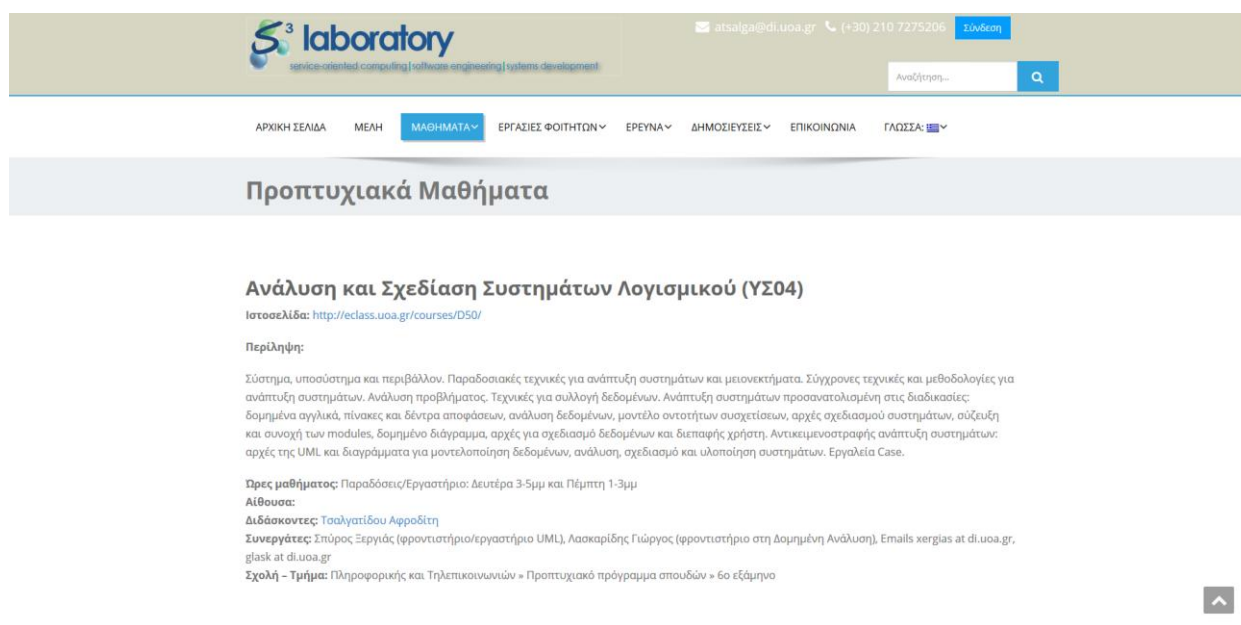 S³ laboratory
service-oriented computing|software engineering|systems development
atsalga@di.uoa.gr (+30) 210 7275206 Σύνδεση
Αναζήτηση...
ΑΡΧΙΚΗ ΣΕΛΙΔΑ ΜΕΛΗ ΜΑΘΗΜΑΤΑ ΕΡΓΑΣΙΕΣ ΦΟΙΤΗΤΩΝ ΕΡΕΥΝΑ ΔΗΜΟΣΙΕΥΣΕΙΣ ΕΠΙΚΟΙΝΩΝΙΑ ΓΛΩΣΣΑ:
Προπτυχιακά Μαθήματα
Ανάλυση και Σχεδίαση Συστημάτων Λογισμικού (ΥΣ04)
Ιστοσελίδα: http://eclass.uoa.gr/courses/D50/
Περίληψη:
Σύστημα, υποσύστημα και περιβάλλον. Παραδοσιακές τεχνικές για ανάπτυξη συστημάτων και μειονεκτήματα. Σύγχρονες τεχνικές και μεθοδολογίες για
ανάπτυξη συστημάτων. Ανάλυση προβλήματος. Τεχνικές για συλλογή δεδομένων. Ανάπτυξη συστημάτων προσανατολισμένη στις διαδικασίες:
δομημένα αγγλικά, πίνακες και δέντρα αποφάσεων, ανάλυση δεδομένων, μοντέλο οντοτήτων συσχετίσεων, αρχές σχεδιασμού συστημάτων, σύζευξη
και συνοχή των modules, δομημένο διάγραμμα, αρχές για σχεδιασμό δεδομένων και διεπαφής χρήστη. Αντικειμενοστραφής ανάπτυξη συστημάτων:
αρχές της UML και διαγράμματα για μοντελοποίηση δεδομένων, ανάλυση, σχεδιασμό και υλοποίηση συστημάτων. Εργαλεία Case.
Ώρες μαθήματος: Παραδόσεις/Εργαστήριο: Δευτέρα 3-5μμ και Πέμπτη 1-3μμ
Αίθουσα:
Διδάσκοντες: Τσαλγατίδου Αφροδίτη
Συνεργάτες: Σπύρος Ξεργιάς (φροντιστήριο/εργαστήριο UML), Λασκαρίδης Γιώργος (φροντιστήριο στη Δομημένη Ανάλυση), Emails xergias at di.uoa.gr,
glask at di.uoa.gr
Σχολή – Τμήμα: Πληροφορικής και Τηλεπικοινωνιών » Προπτυχιακό πρόγραμμα σπουδών » 6ο εξάμηνο